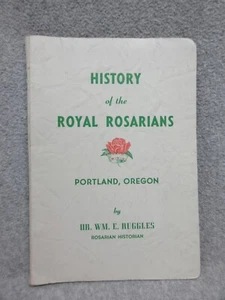 HISTORY
of the
ROYAL ROSARIANS
PORTLAND, OREGON
by
DR. WM. E. RUGGLES
ROSARIAN HISTORIAN